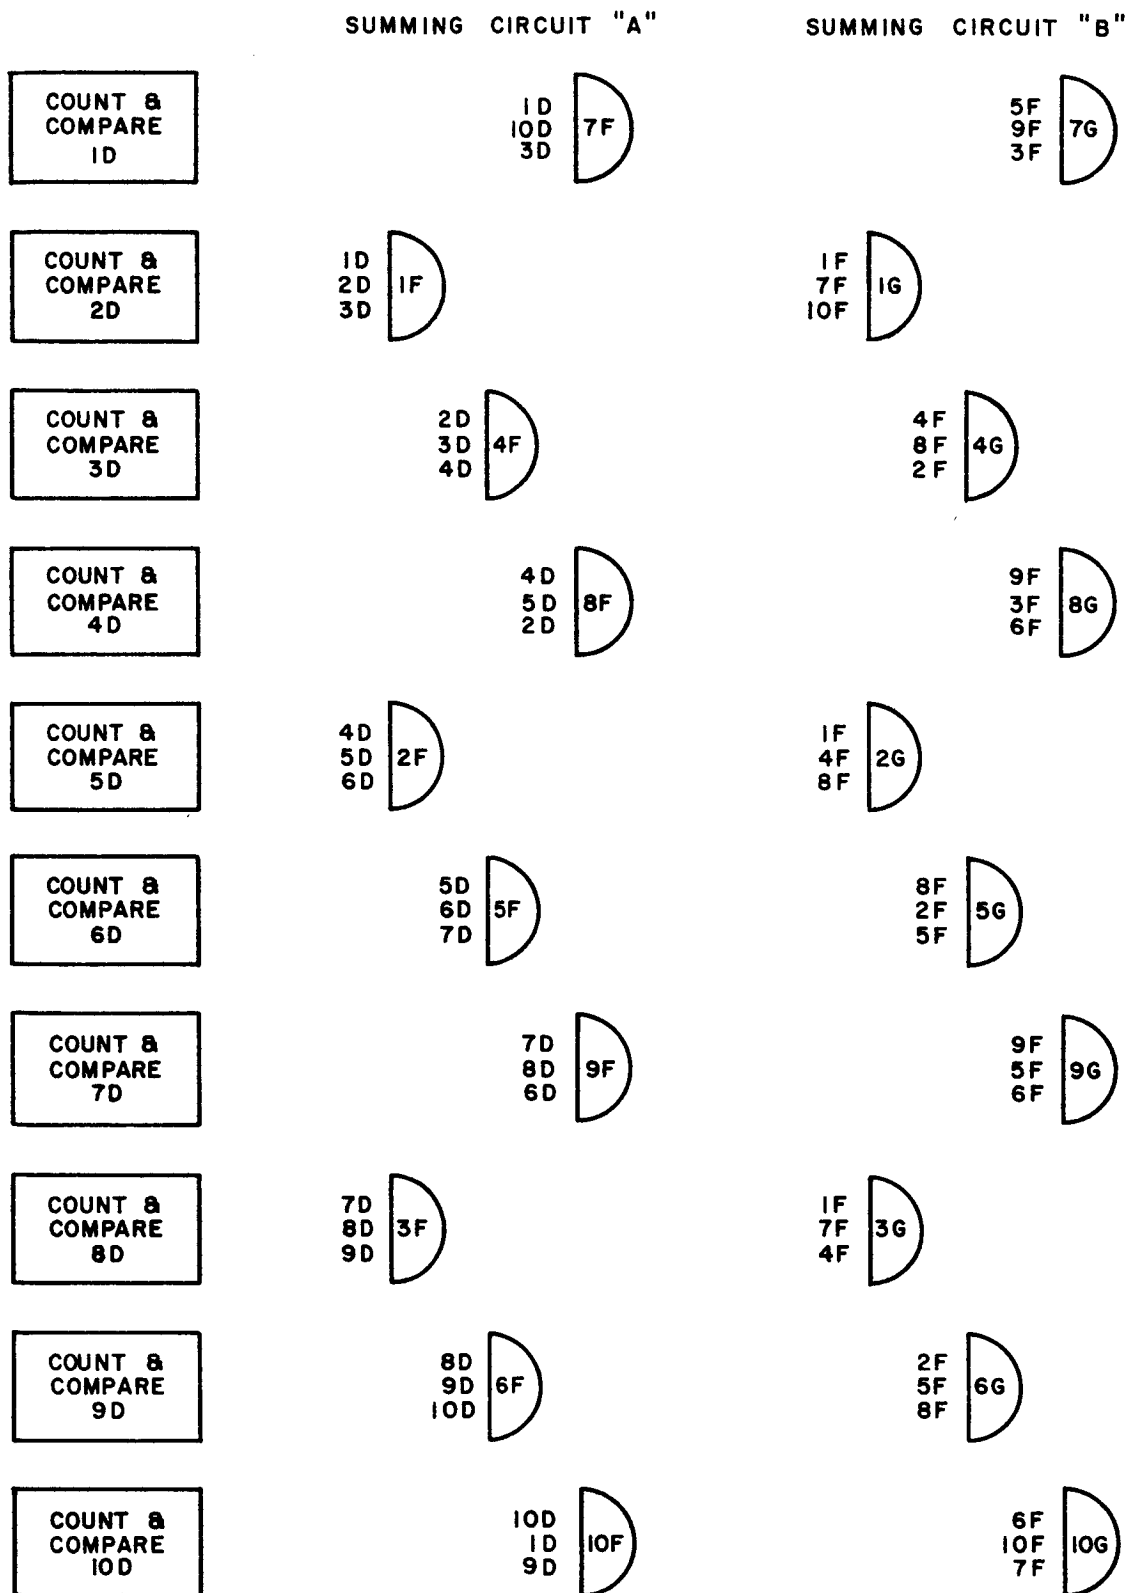 SUMMING CIRCUIT "A"
SUMMING CIRCUIT "B"
COUNT &
COMPARE
1D
1D
10D
3D
7F
5F
9F
3F
7G
COUNT &
COMPARE
2D
1D
2D
3D
1F
1F
7F
10F
1G
COUNT &
COMPARE
3D
2D
3D
4D
4F
4F
8F
2F
4G
COUNT &
COMPARE
4D
4D
5D
2D
8F
9F
3F
6F
8G
COUNT &
COMPARE
5D
4D
5D
6D
2F
1F
4F
8F
2G
COUNT &
COMPARE
6D
5D
6D
7D
5F
8F
2F
5F
5G
COUNT &
COMPARE
7D
7D
8D
6D
9F
9F
5F
6F
9G
COUNT &
COMPARE
8D
7D
8D
9D
3F
1F
7F
4F
3G
COUNT &
COMPARE
9D
8D
9D
10D
6F
2F
5F
8F
6G
COUNT &
COMPARE
10D
10D
1D
9D
10F
6F
10F
7F
10G